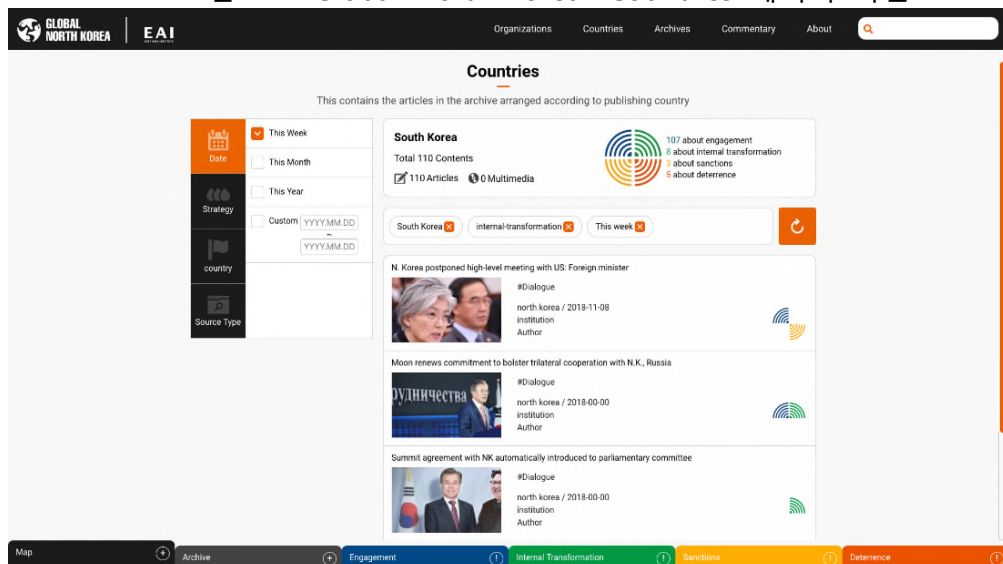 GLOBAL
NORTH KOREA
EAI
Organizations
Countries
Archives
Commentary
About
Countries
This contains the articles in the archive arranged according to publishing country
Date
Strategy
country
Source Type
This Week
This Month
This Year
Custom YYYY.MM.DD
~
YYYY.MM.DD
South Korea
Total 110 Contents
110 Articles 0 Multimedia
107 about engagement
8 about internal transformation
3 about sanctions
5 about deterrence
South Korea
internal-transformation
This week
N. Korea postponed high-level meeting with US: Foreign minister
#Dialogue
north korea / 2018-11-08
institution
Author
Moon renews commitment to bolster trilateral cooperation with N.K., Russia
рудничества
#Dialogue
north korea / 2018-00-00
institution
Author
Summit agreement with NK automatically introduced to parliamentary committee
#Dialogue
north korea / 2018-00-00
institution
Author
Map
Archive
Engagement
Internal Transformation
Sanctions
Deterrence